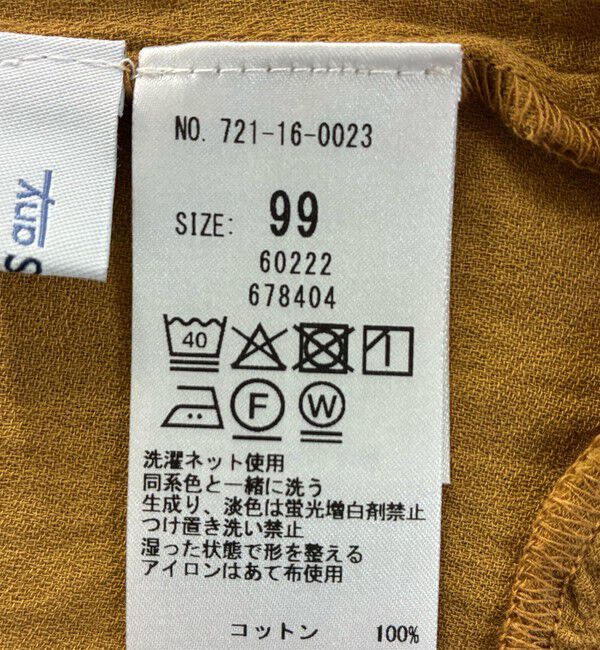 NO. 721-16-0023
SIZE: 99
60222
678404
40
F
W
洗濯ネット使用
同系色と一緒に洗う
生成り、淡色は蛍光増白剤禁止
つけ置き洗い禁止
湿った状態で形を整える
アイロンはあて布使用
コットン 100%
any
S